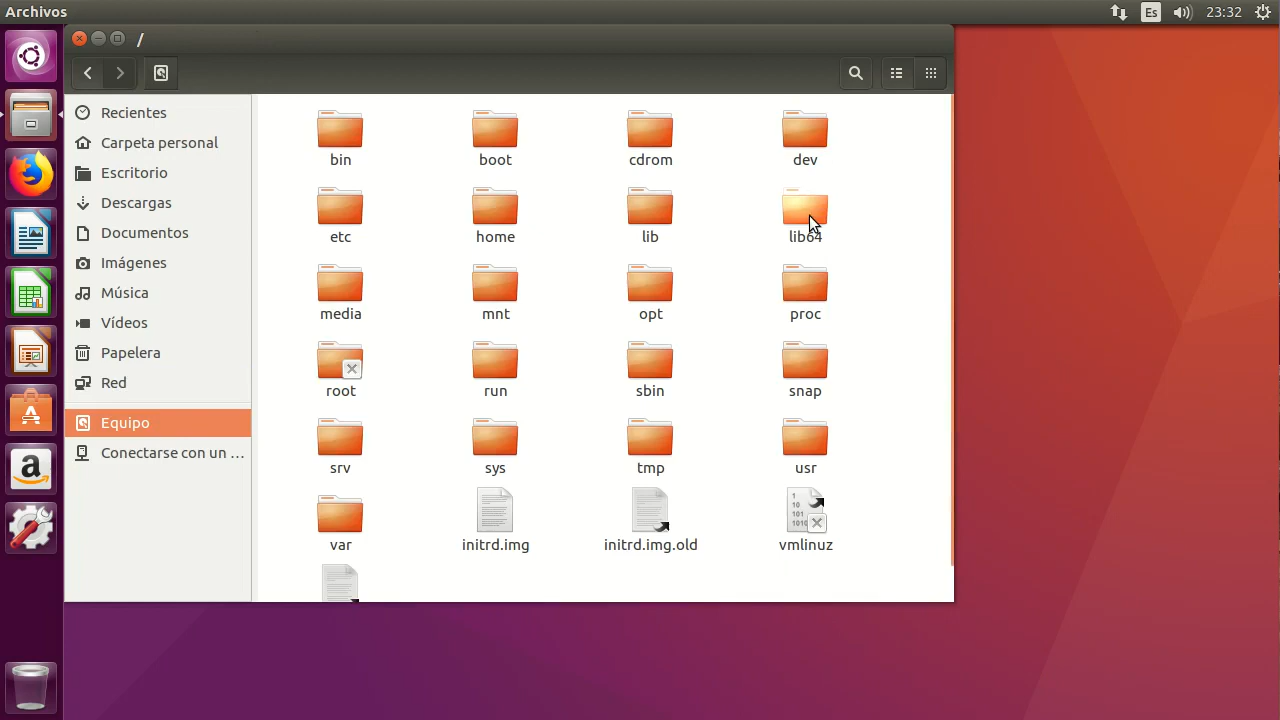 Archivos
Es
23:32
/
Recientes
Carpeta personal
Escritorio
Descargas
Documentos
Imágenes
Música
Vídeos
Papelera
Red
Equipo
Conectarse con un …
bin
boot
cdrom
dev
etc
home
lib
lib64
media
mnt
opt
proc
root
run
sbin
snap
srv
sys
tmp
usr
var
initrd.img
initrd.img.old
vmlinuz